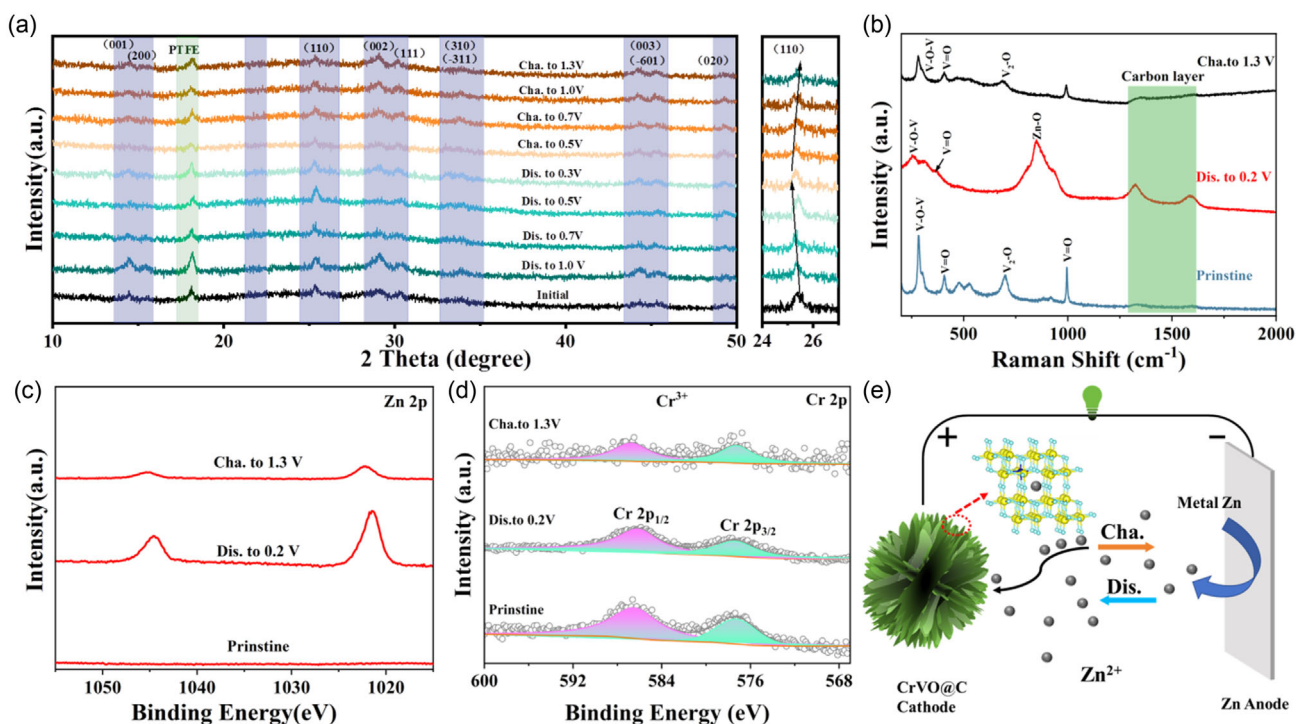 (a)
(001)
(200)
PTFE
(110)
(002)
(111)
(310)
(-311)
(003)
(-601)
(020)
Cha. to 1.3V
Cha. to 1.0V
Cha. to 0.7V
Cha. to 0.5V
Dis. to 0.3V
Dis. to 0.5V
Dis. to 0.7V
Dis. to 1.0 V
Initial
Intensity(a.u.)
10 20 30 40 50
2 Theta (degree)
(110)
24 26
(b)
V-O-V
V=O
V₂-O
Cha.to 1.3 V
Carbon layer
V-O-V
V=O
Zn-O
Dis. to 0.2 V
V-O-V
V=O
V₂-O
V=O
Prinstine
Intensity (a.u.)
500 1000 1500 2000
Raman Shift (cm⁻¹)
(c)
Zn 2p
Cha. to 1.3 V
Dis. to 0.2 V
Prinstine
Intensity(a.u.)
1050 1040 1030 1020
Binding Energy(eV)
(d)
Cr³⁺
Cr 2p
Cha.to 1.3V
Cr 2p₁/₂
Cr 2p₃/₂
Dis.to 0.2V
Prinstine
Intensity (a.u.)
600 592 584 576 568
Binding Energy (eV)
(e)
+
−
Metal Zn
Cha.
Dis.
Zn²⁺
CrVO@C
Cathode
Zn Anode